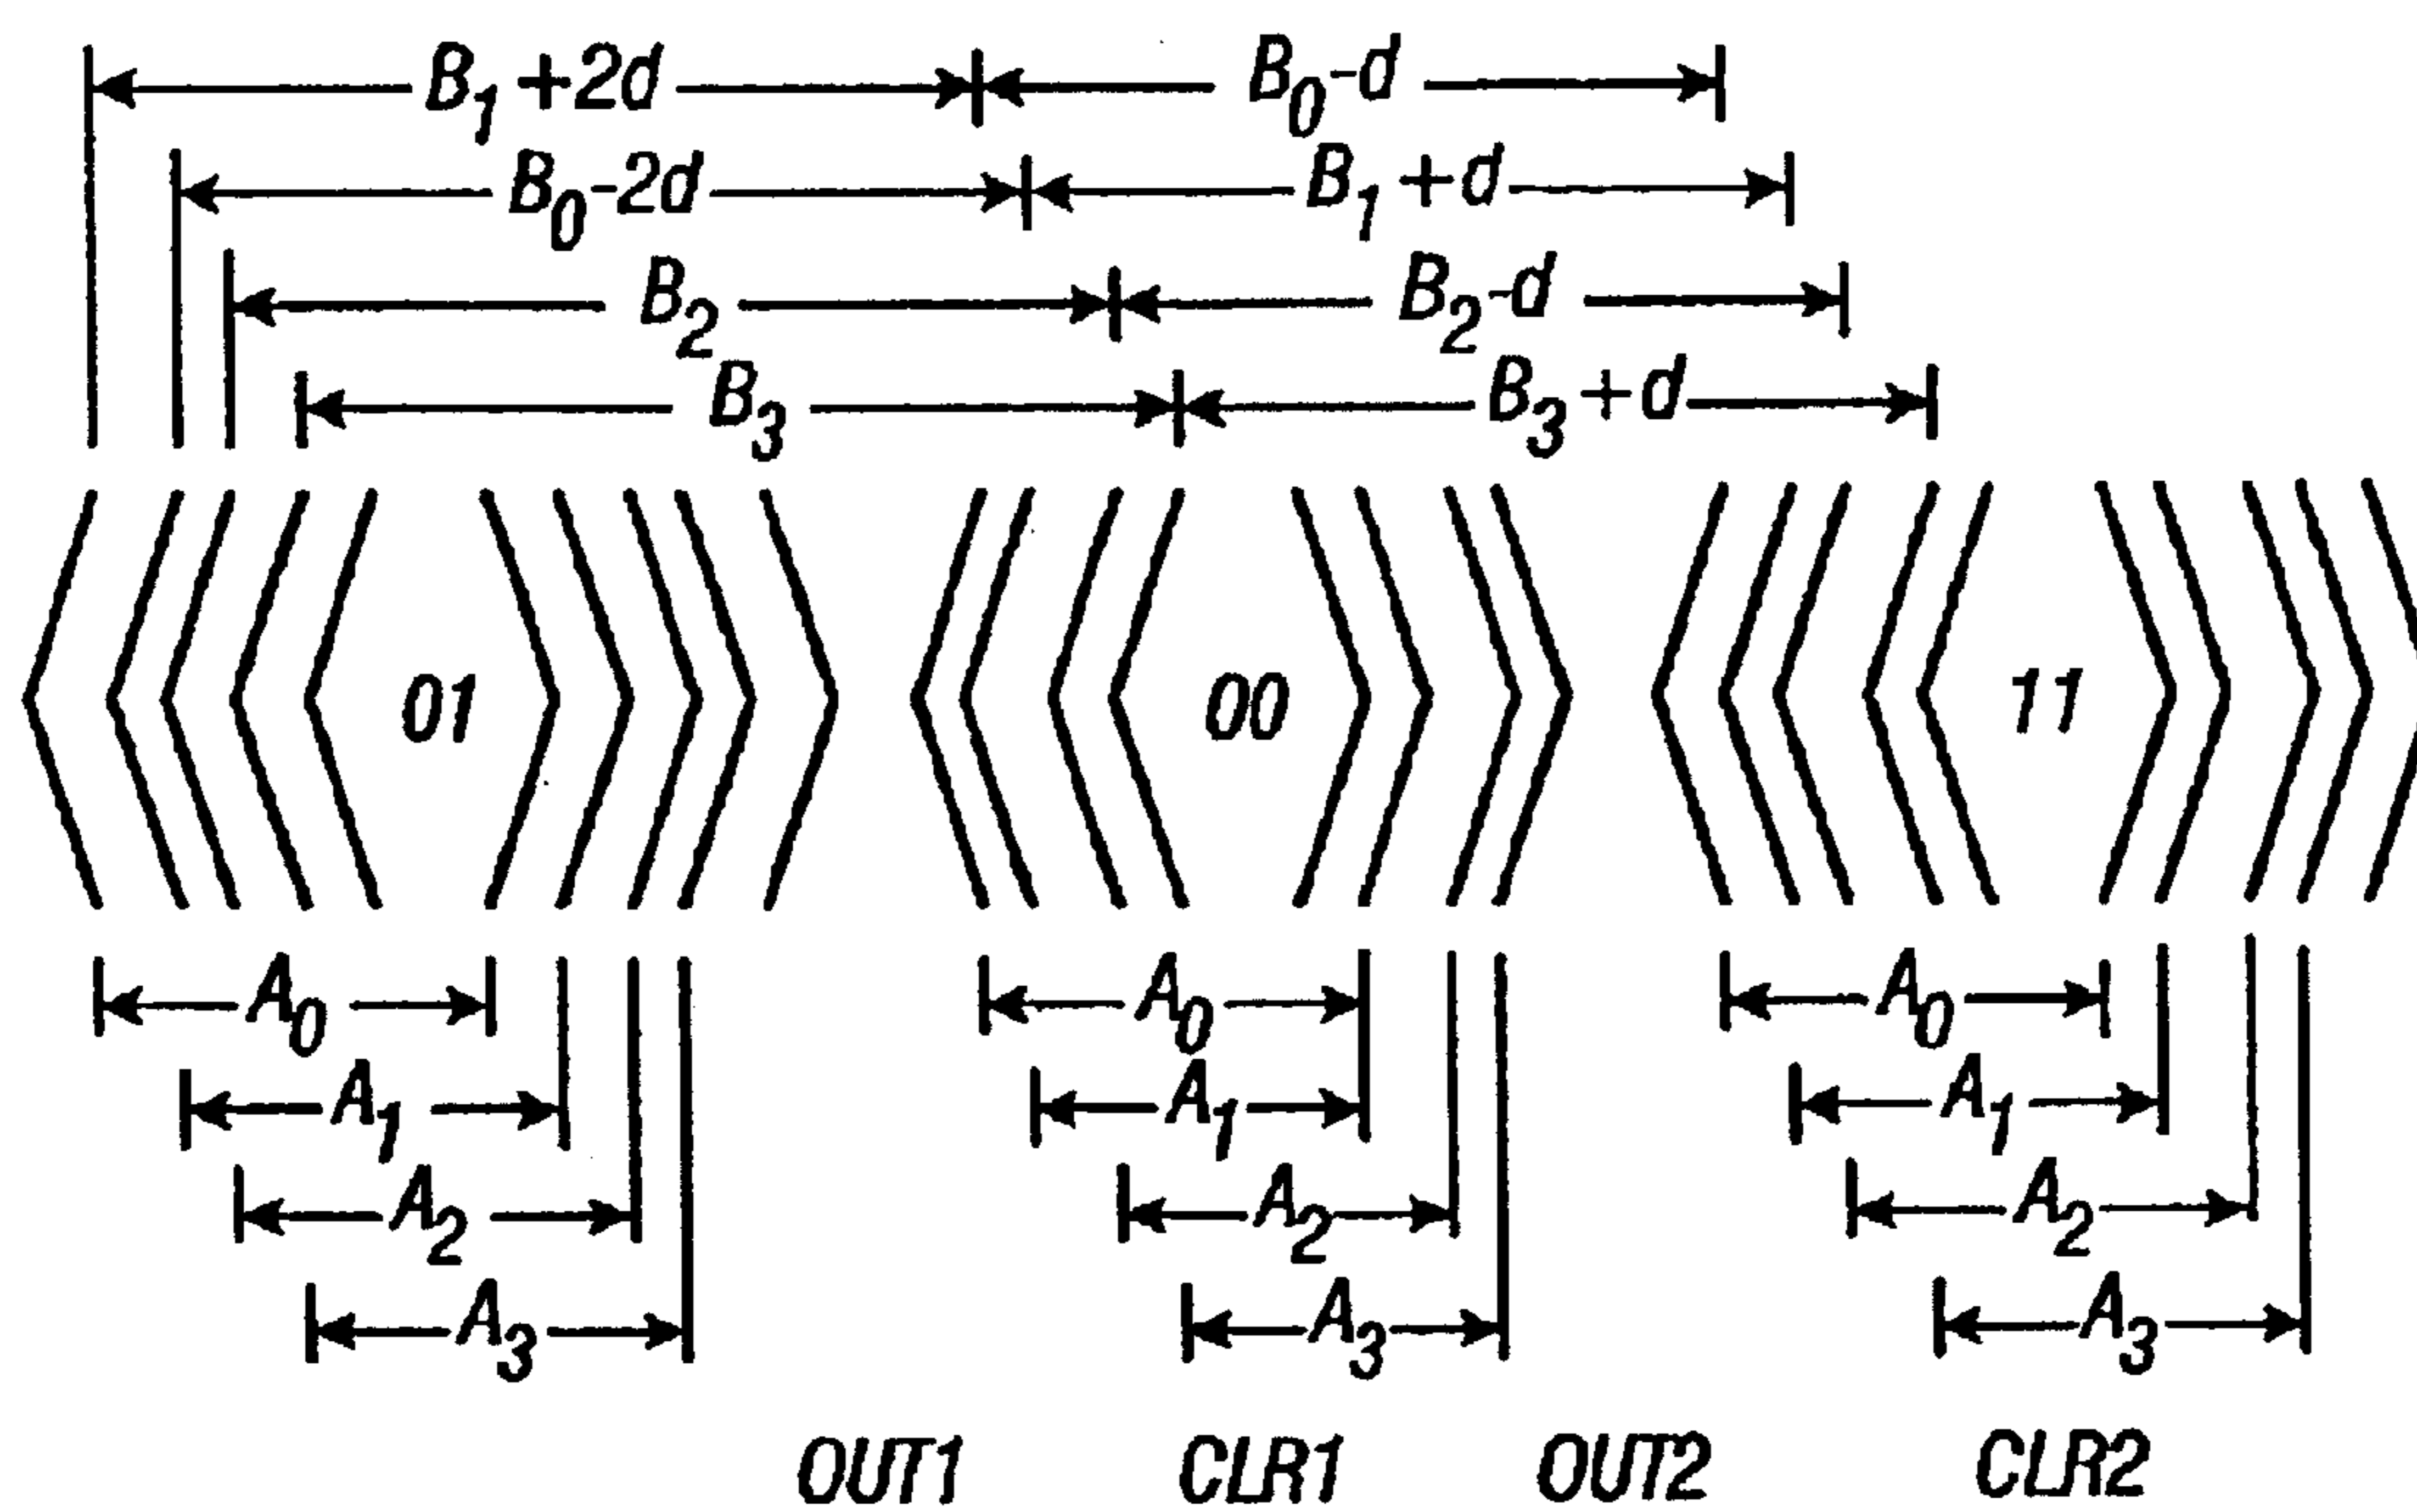 B1 +2d B0-d
B0-2d B1 +d
B2 B2-d
B3 B3+d
01 00 11
A0 A0 A0
A1 A1 A1
A2 A2 A2
A3 A3 A3
OUT1 CLR1 OUT2 CLR2